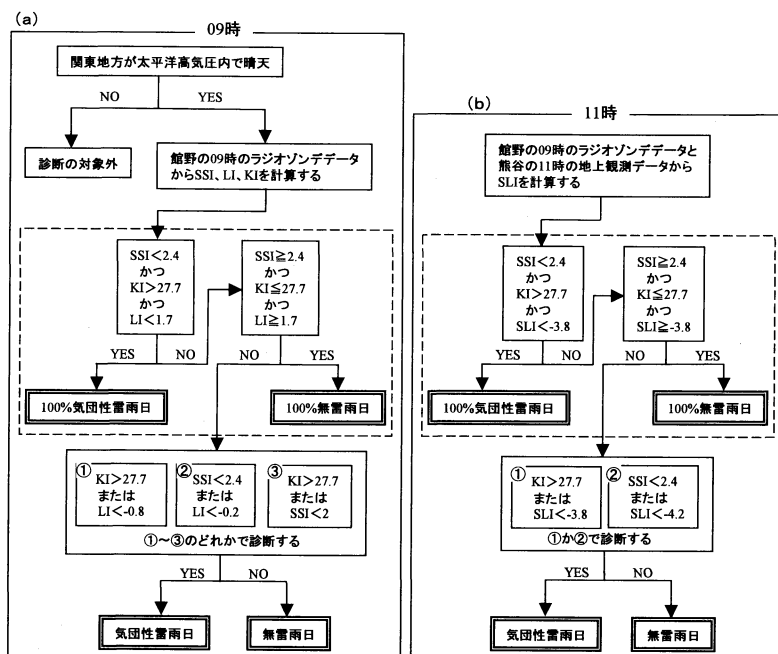 (a)
09時
関東地方が太平洋高気圧内で晴天
NO
YES
診断の対象外
館野の09時のラジオゾンデデータ
からSSI、LI、KIを計算する
SSI<2.4
かつ
KI>27.7
かつ
LI<1.7
SSI≧2.4
かつ
KI≦27.7
かつ
LI≧1.7
YES
NO
NO
YES
100%気団性雷雨日
100%無雷雨日
①
KI>27.7
または
LI<-0.8
②
SSI<2.4
または
LI<-0.2
③
KI>27.7
または
SSI<2
①~③のどれかで診断する
YES
NO
気団性雷雨日
無雷雨日
(b)
11時
館野の09時のラジオゾンデデータと
熊谷の11時の地上観測データから
SLIを計算する
SSI<2.4
かつ
KI>27.7
かつ
SLI<-3.8
SSI≧2.4
かつ
KI≦27.7
かつ
SLI≧-3.8
YES
NO
NO
YES
100%気団性雷雨日
100%無雷雨日
①
KI>27.7
または
SLI<-3.8
②
SSI<2.4
または
SLI<-4.2
①か②で診断する
YES
NO
気団性雷雨日
無雷雨日